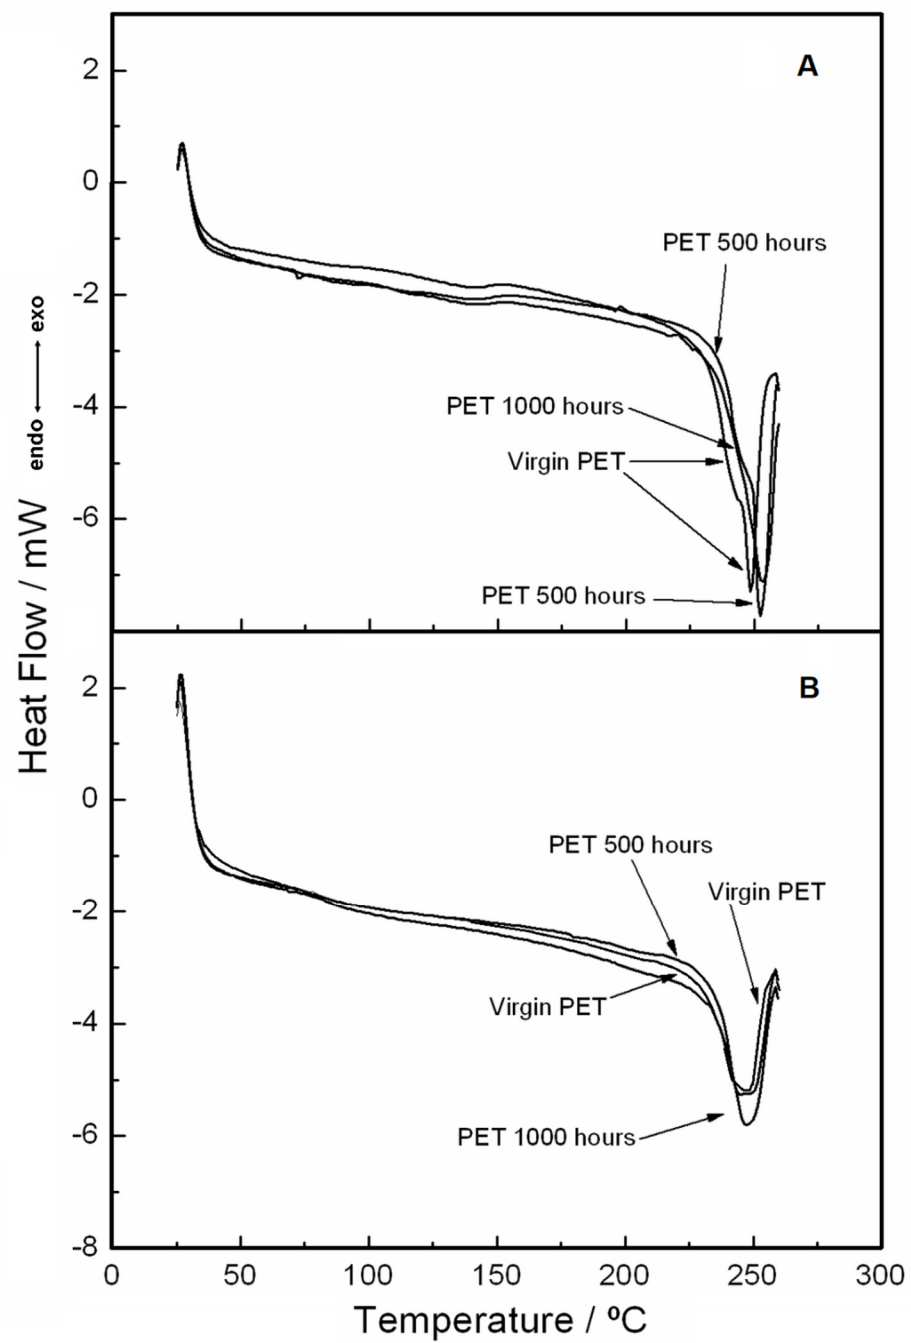 A
2
0
-2
-4
-6
PET 500 hours
PET 1000 hours
Virgin PET
PET 500 hours
endo
exo
Heat Flow / mW
B
2
0
-2
-4
-6
-8
PET 500 hours
Virgin PET
Virgin PET
PET 1000 hours
0 50 100 150 200 250 300
Temperature / ºC